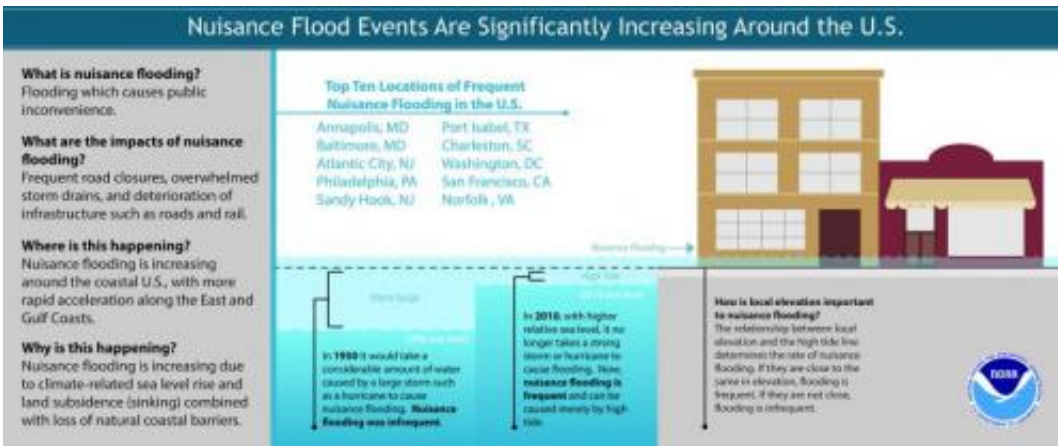 Nuisance Flood Events Are Significantly Increasing Around the U.S.
What is nuisance flooding?
Flooding which causes public
inconvenience.
What are the impacts of nuisance
flooding?
Frequent road closures, overwhelmed
storm drains, and deterioration of
infrastructure such as roads and rail.
Where is this happening?
Nuisance flooding is increasing
around the coastal U.S., with more
rapid acceleration along the East and
Gulf Coasts.
Why is this happening?
Nuisance flooding is increasing due
to climate-related sea level rise and
land subsidence (sinking) combined
with loss of natural coastal barriers.
Top Ten Locations of Frequent
Nuisance Flooding in the U.S.
Annapolis, MD
Baltimore, MD
Atlantic City, NJ
Philadelphia, PA
Sandy Hook, NJ
Port Isabel, TX
Charleston, SC
Washington, DC
San Francisco, CA
Norfolk, VA
Nuisance Flooding
Storm Surge
In 1950 it would take a
considerable amount of water
caused by a large storm such
as a hurricane to cause
nuisance flooding. Nuisance
flooding was infrequent.
High Tide
In 2010, with higher
relative sea level, it no
longer takes a strong
storm or hurricane to
cause flooding. Now,
nuisance flooding is
frequent and can be
caused merely by high
tide.
How is local elevation important
to nuisance flooding?
The relationship between local
elevation and the high tide line
determines the rate of nuisance
flooding. If they are close to the
same in elevation, flooding is
frequent. If they are not close,
flooding is infrequent.
NOAA